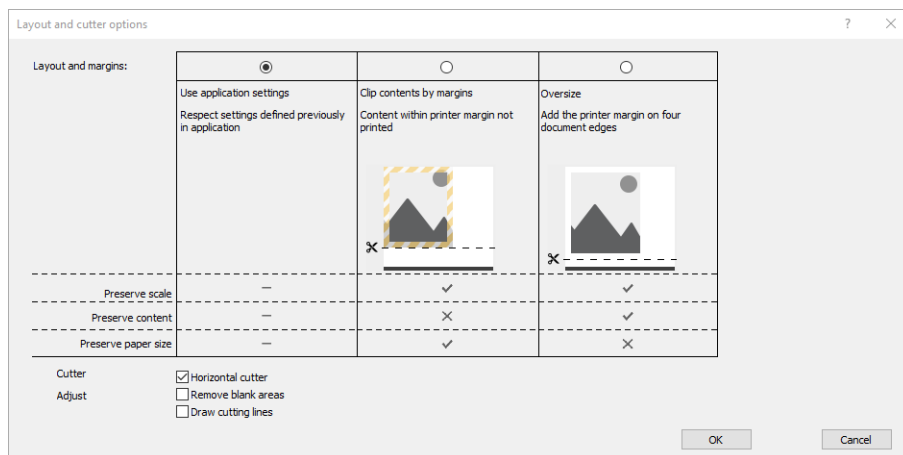 Layout and cutter options
?
Layout and margins:
Use application settings
Respect settings defined previously
in application
Clip contents by margins
Content within printer margin not
printed
Oversize
Add the printer margin on four
document edges
Preserve scale
Preserve content
Preserve paper size
Cutter
Horizontal cutter
Adjust
Remove blank areas
Draw cutting lines
OK
Cancel